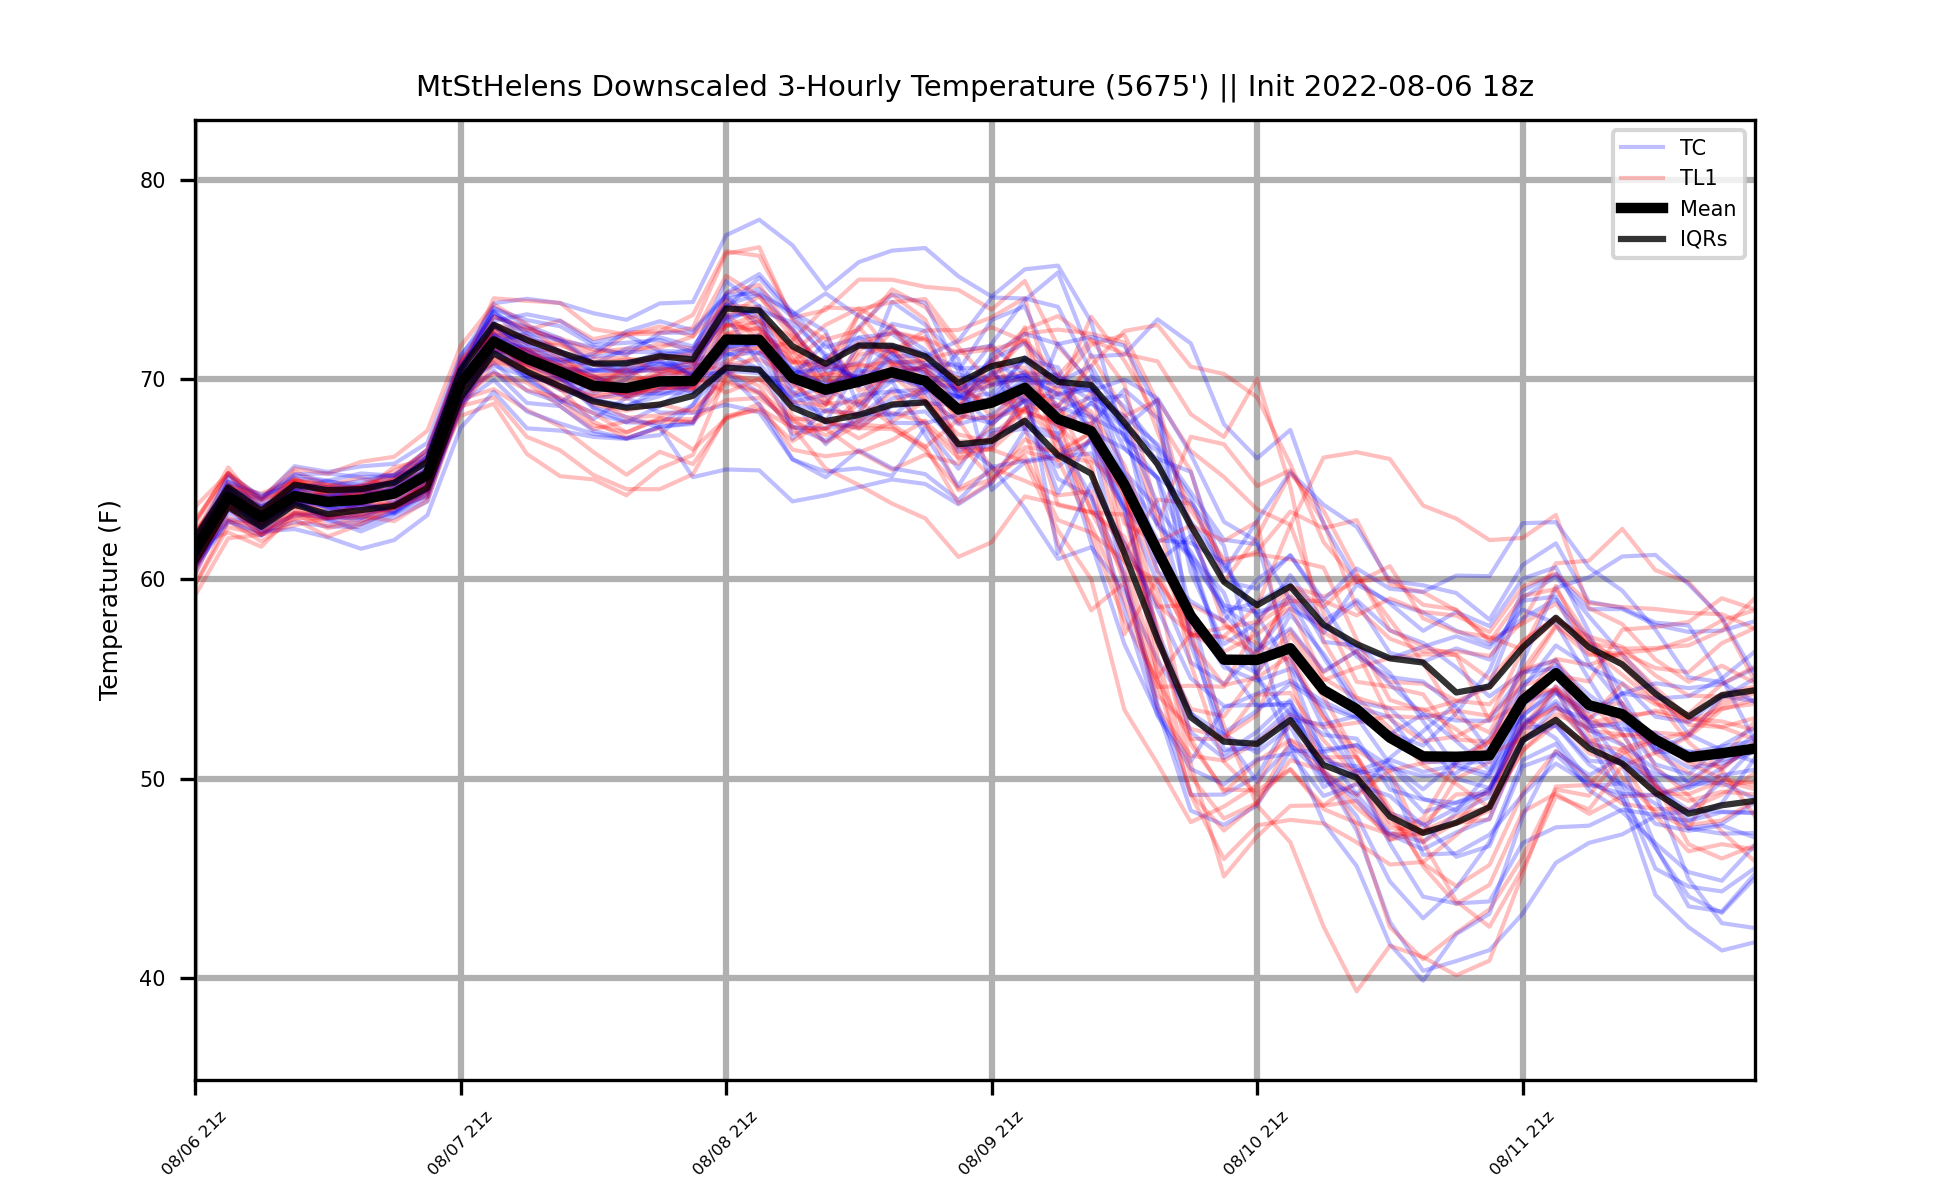 MtStHelens Downscaled 3-Hourly Temperature (5675') || Init 2022-08-06 18z
TC
TL1
Mean
IQRs
Temperature (F)
80
70
60
50
40
08/06 21z
08/07 21z
08/08 21z
08/09 21z
08/10 21z
08/11 21z